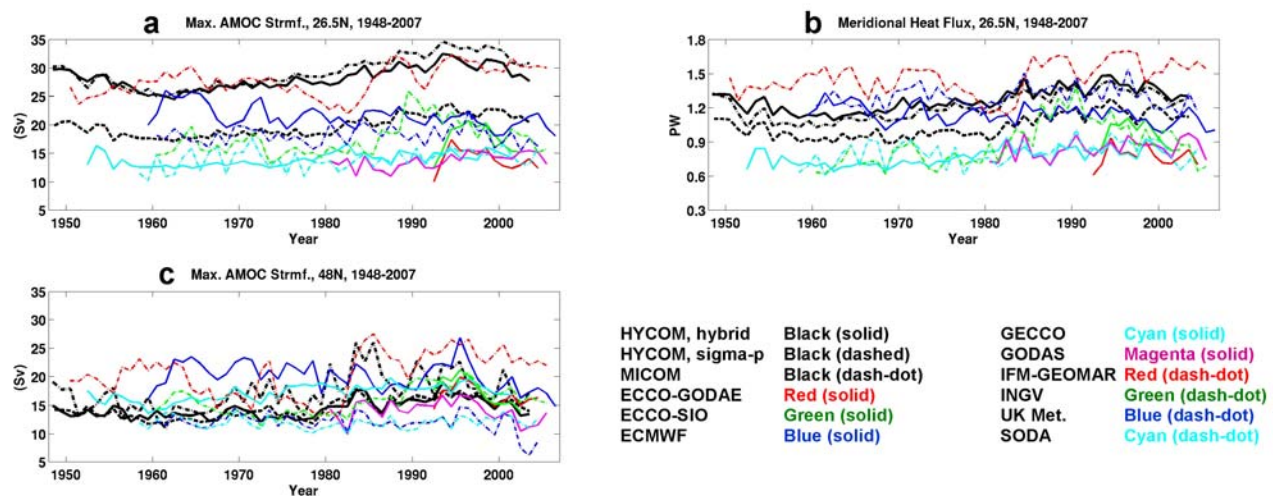 a Max. AMOC Strmf., 26.5N, 1948-2007
35
30
25
20
15
10
5
(Sv)
1950 1960 1970 1980 1990 2000
Year
b Meridional Heat Flux, 26.5N, 1948-2007
1.8
1.5
1.2
0.9
0.6
0.3
PW
1950 1960 1970 1980 1990 2000
Year
c Max. AMOC Strmf., 48N, 1948-2007
35
30
25
20
15
10
5
(Sv)
1950 1960 1970 1980 1990 2000
Year
HYCOM, hybrid Black (solid)
HYCOM, sigma-p Black (dashed)
MICOM Black (dash-dot)
ECCO-GODAE Red (solid)
ECCO-SIO Green (solid)
ECMWF Blue (solid)
GECCO Cyan (solid)
GODAS Magenta (solid)
IFM-GEOMAR Red (dash-dot)
INGV Green (dash-dot)
UK Met. Blue (dash-dot)
SODA Cyan (dash-dot)